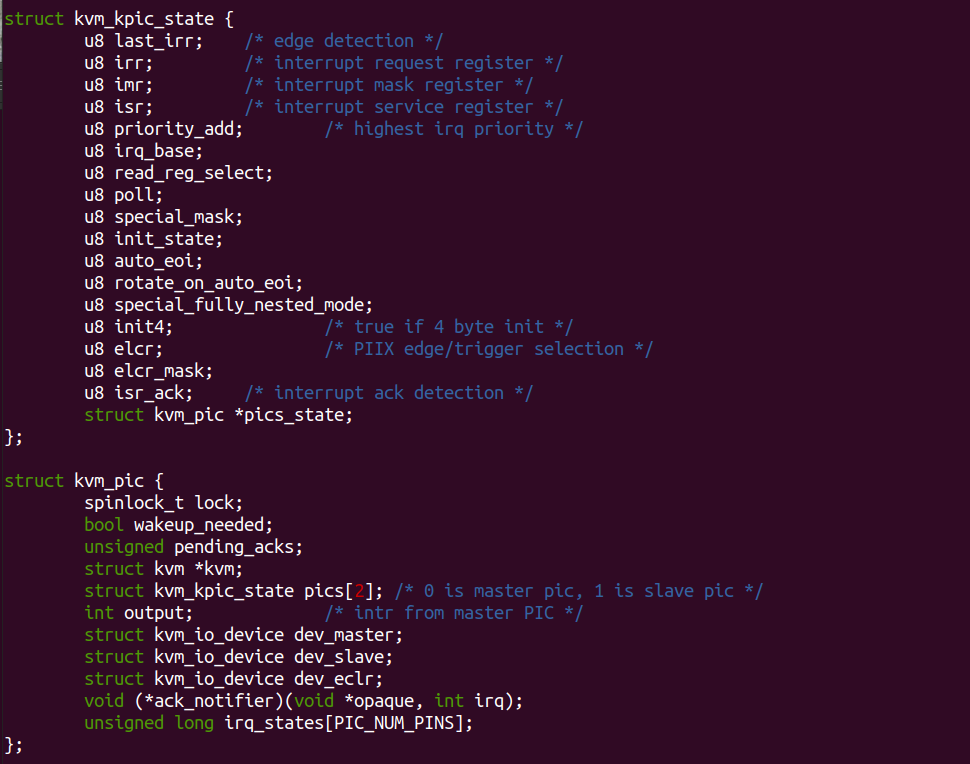 struct kvm_kpic_state {
        u8 last_irr;    /* edge detection */
        u8 irr;         /* interrupt request register */
        u8 imr;         /* interrupt mask register */
        u8 isr;         /* interrupt service register */
        u8 priority_add;        /* highest irq priority */
        u8 irq_base;
        u8 read_reg_select;
        u8 poll;
        u8 special_mask;
        u8 init_state;
        u8 auto_eoi;
        u8 rotate_on_auto_eoi;
        u8 special_fully_nested_mode;
        u8 init4;               /* true if 4 byte init */
        u8 elcr;                /* PIIX edge/trigger selection */
        u8 elcr_mask;
        u8 isr_ack;     /* interrupt ack detection */
        struct kvm_pic *pics_state;
};

struct kvm_pic {
        spinlock_t lock;
        bool wakeup_needed;
        unsigned pending_acks;
        struct kvm *kvm;
        struct kvm_kpic_state pics[2]; /* 0 is master pic, 1 is slave pic */
        int output;             /* intr from master PIC */
        struct kvm_io_device dev_master;
        struct kvm_io_device dev_slave;
        struct kvm_io_device dev_eclr;
        void (*ack_notifier)(void *opaque, int irq);
        unsigned long irq_states[PIC_NUM_PINS];
};